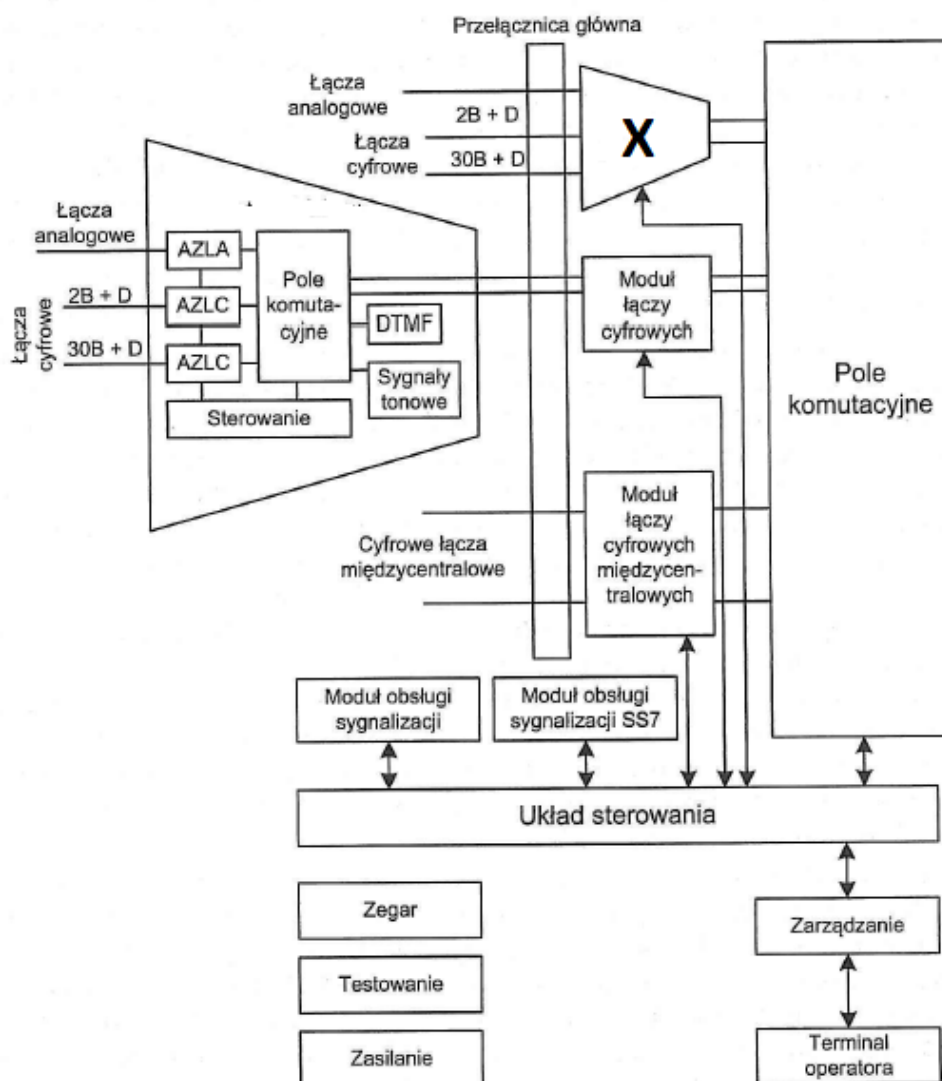 Przełącznica główna
Łącza
analogowe
2B + D
Łącza
cyfrowe
30B + D
X
Łącza
analogowe
2B + D
Łącza
cyfrowe
30B + D
AZLA
AZLC
AZLC
Pole
komuta-
cyjne
DTMF
Sygnały
tonowe
Sterowanie
Moduł
łączy
cyfrowych
Pole
komutacyjne
Cyfrowe łącza
międzycentralowe
Moduł
łączy
cyfrowych
międzycen-
tralowych
Moduł obsługi
sygnalizacji
Moduł obsługi
sygnalizacji SS7
Układ sterowania
Zegar
Testowanie
Zasilanie
Zarządzanie
Terminal
operatora